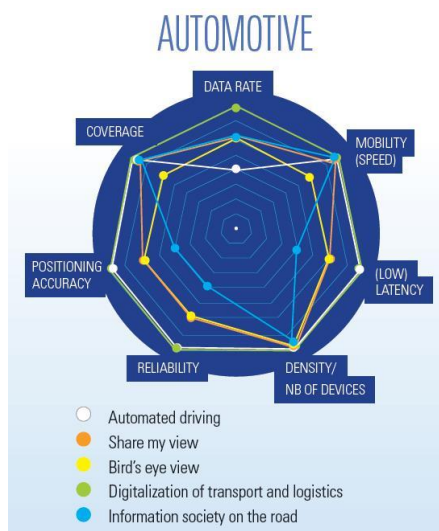 AUTOMOTIVE
DATA RATE
COVERAGE
MOBILITY
(SPEED)
POSITIONING
ACCURACY
(LOW)
LATENCY
RELIABILITY
DENSITY/
NB OF DEVICES
Automated driving
Share my view
Bird's eye view
Digitalization of transport and logistics
Information society on the road